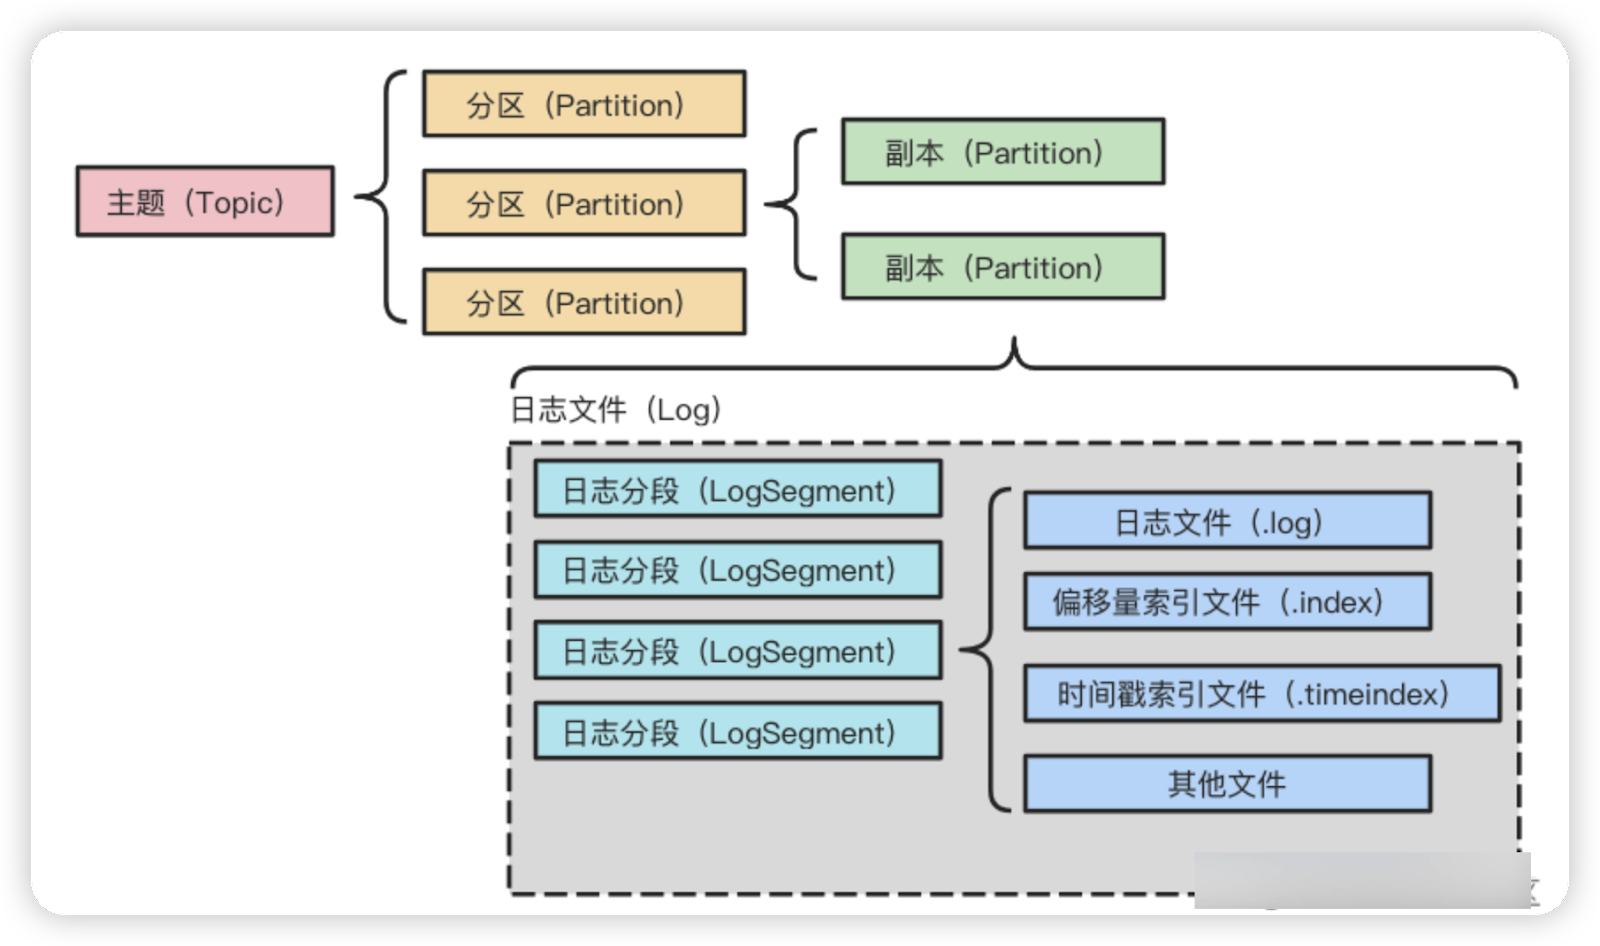 主题（Topic）
分区（Partition）
分区（Partition）
分区（Partition）
副本（Partition）
副本（Partition）
日志文件（Log）
日志分段（LogSegment）
日志分段（LogSegment）
日志分段（LogSegment）
日志分段（LogSegment）
日志文件（.log）
偏移量索引文件（.index）
时间戳索引文件（.timeindex）
其他文件